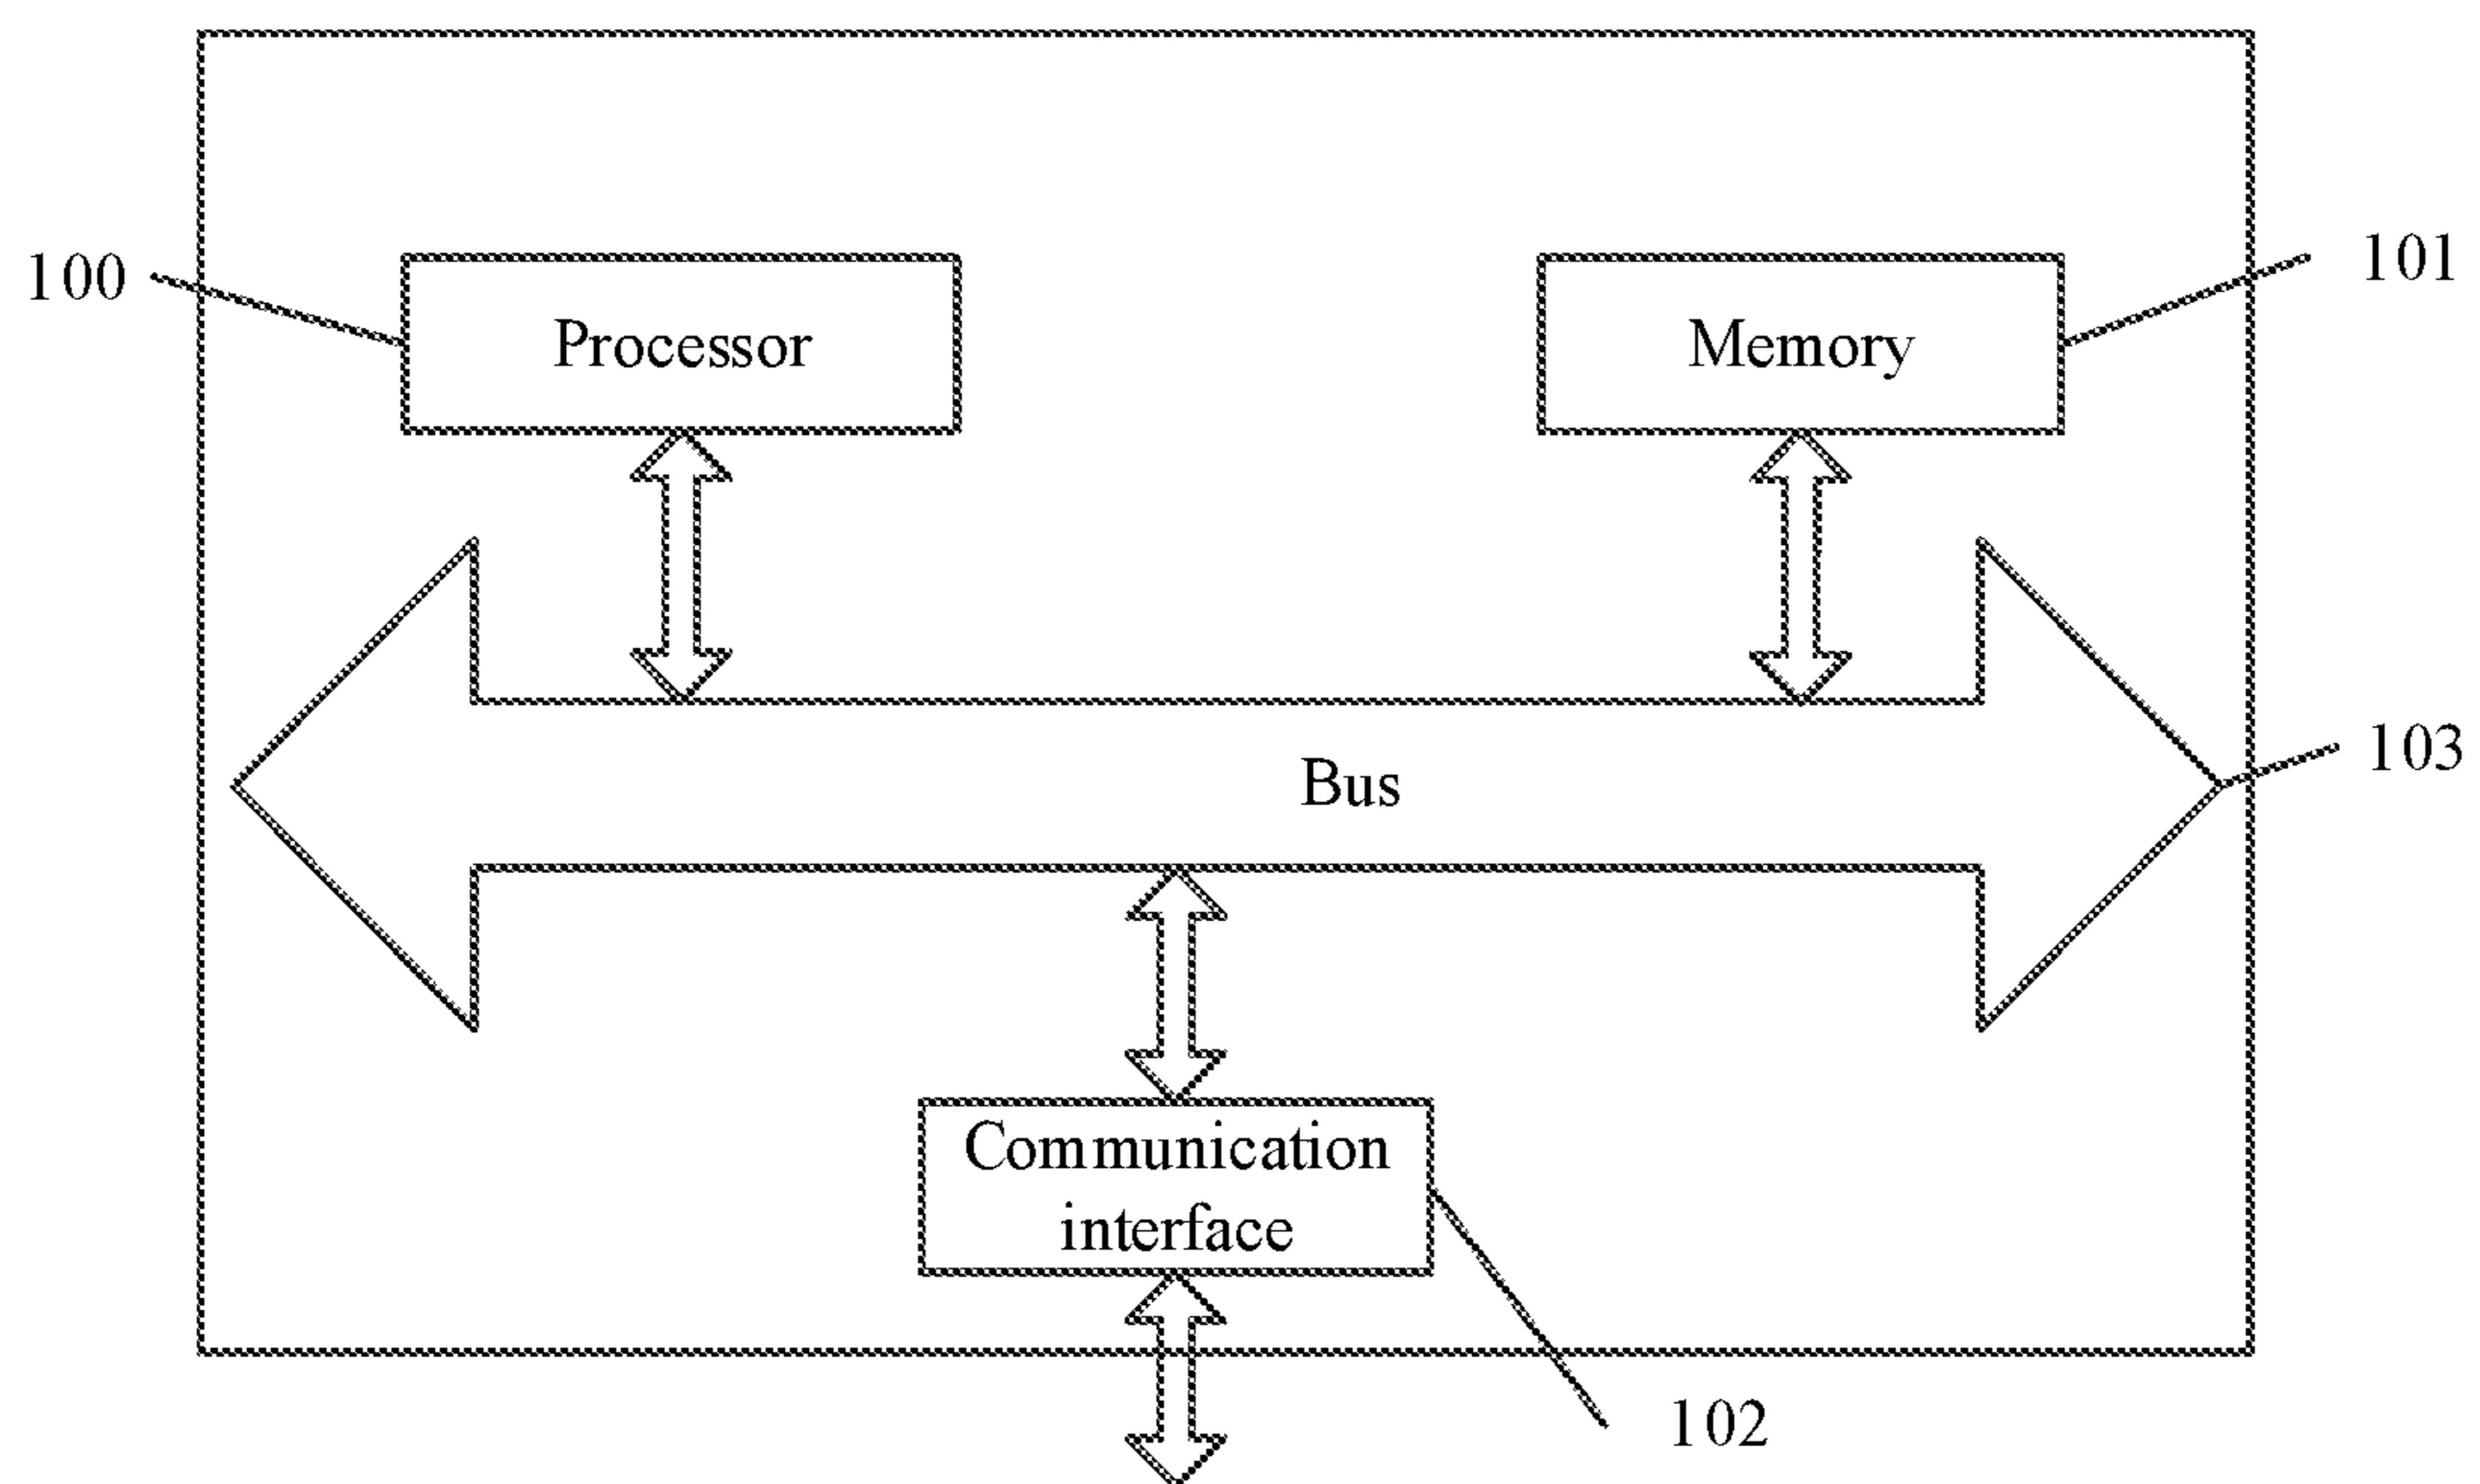 100
101
Processor
Memory
Bus
103
Communication
interface
102